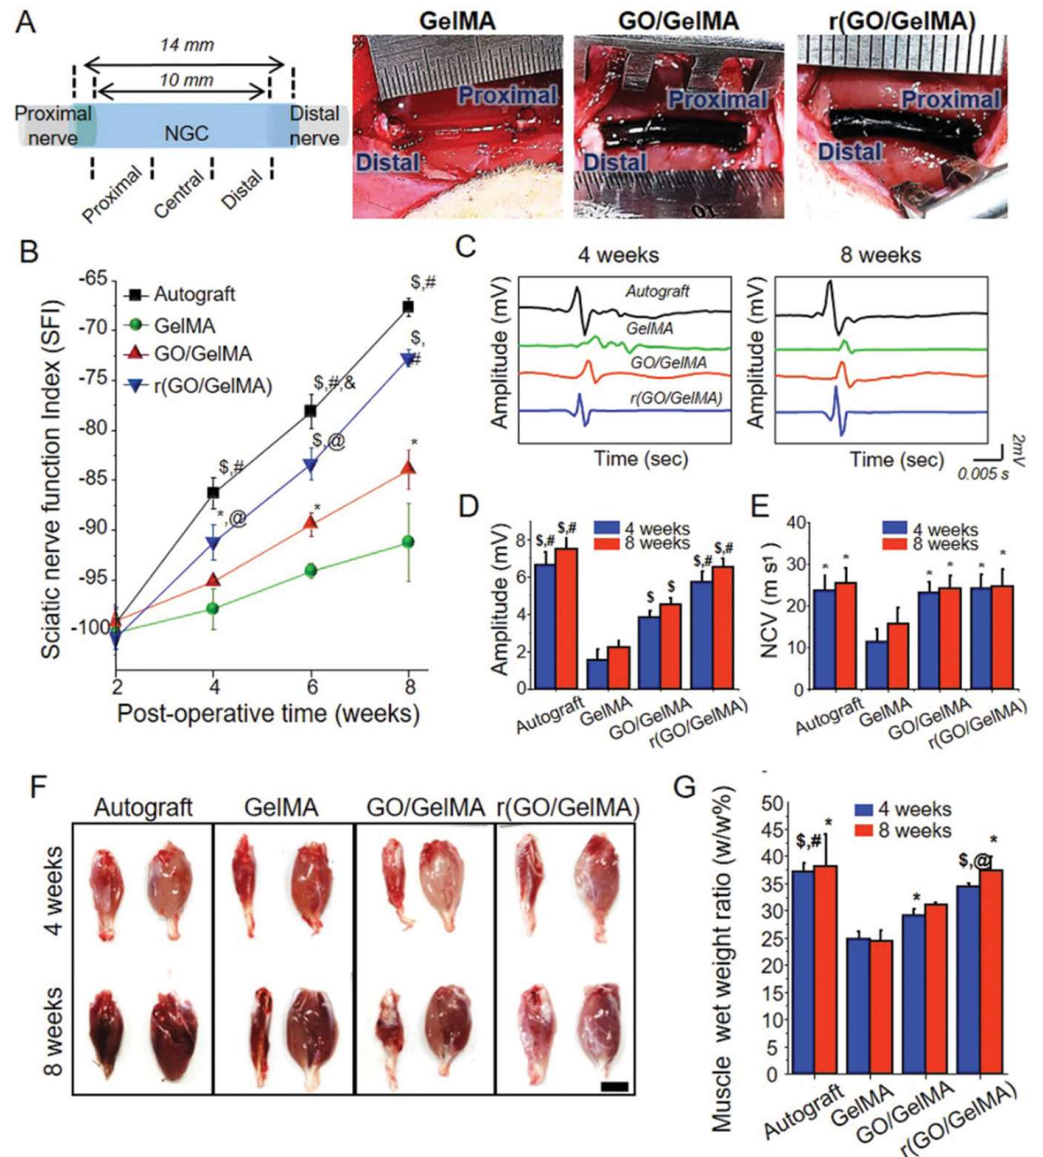 A
14 mm
10 mm
Proximal nerve
NGC
Distal nerve
Proximal
Central
Distal
GelMA
GO/GelMA
r(GO/GelMA)
Proximal
Distal
Proximal
Distal
Proximal
Distal
B
Sciatic nerve function Index (SFI)
-65
-70
-75
-80
-85
-90
-95
-100
Autograft
GelMA
GO/GelMA
r(GO/GelMA)
$,#
*,@
$,#,&
$,@
*
$,#
$,#
*
2
4
6
8
Post-operative time (weeks)
C
4 weeks
8 weeks
Amplitude (mV)
Autograft
GelMA
GO/GelMA
r(GO/GelMA)
Time (sec)
Amplitude (mV)
Time (sec)
2mV
0.005 s
D
Amplitude (mV)
8
6
4
2
0
4 weeks
8 weeks
$,#
$,#
$
$
$,#
$,#
Autograft
GelMA
GO/GelMA
r(GO/GelMA)
E
NCV (m s1)
40
30
20
10
0
4 weeks
8 weeks
*
*
*
*
*
*
Autograft
GelMA
GO/GelMA
r(GO/GelMA)
F
Autograft
GelMA
GO/GelMA
r(GO/GelMA)
4 weeks
8 weeks
G
Muscle wet weight ratio (w/w%)
50
45
40
35
30
25
20
15
10
5
0
4 weeks
8 weeks
$,#
*
*
$,@
*
Autograft
GelMA
GO/GelMA
r(GO/GelMA)